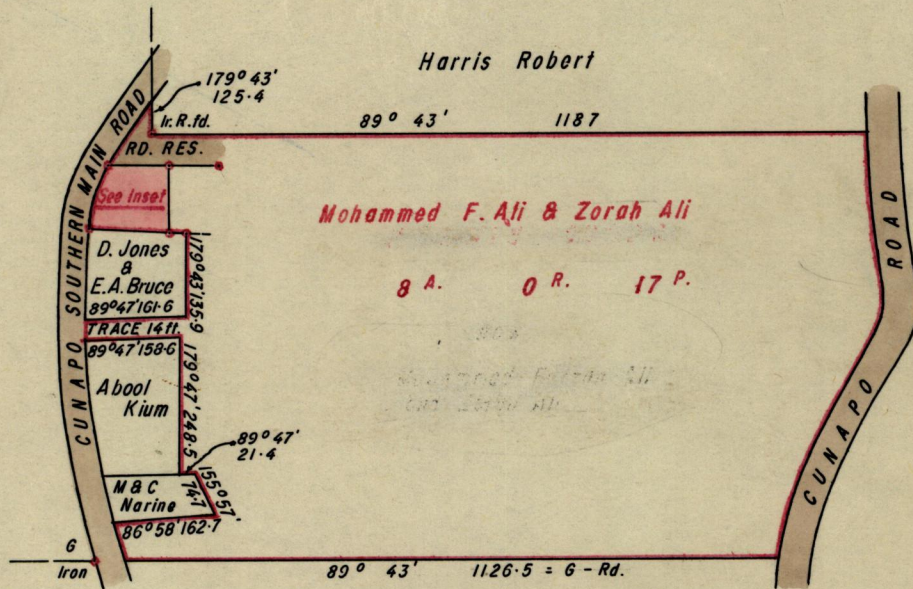 Harris Robert
179° 43'
125·4
Ir. R. fd.
89° 43' 1187
RD. RES.
See inset
Mohammed F. Ali & Zorah Ali
8 A. 0 R. 17 P.
D. Jones
&
E.A. Bruce
89°47' 161·6
179°43' 135·9
TRACE 14 ft.
89°47' 158·6
179°47' 248·5
Abool
Kium
89° 47'
21·4
M & C
Narine
155°57'
74·7
86°58' 162·7
G
Iron
89° 43' 1126·5 = G - Rd.
CUNAPO SOUTHERN MAIN ROAD
CUNAPO ROAD